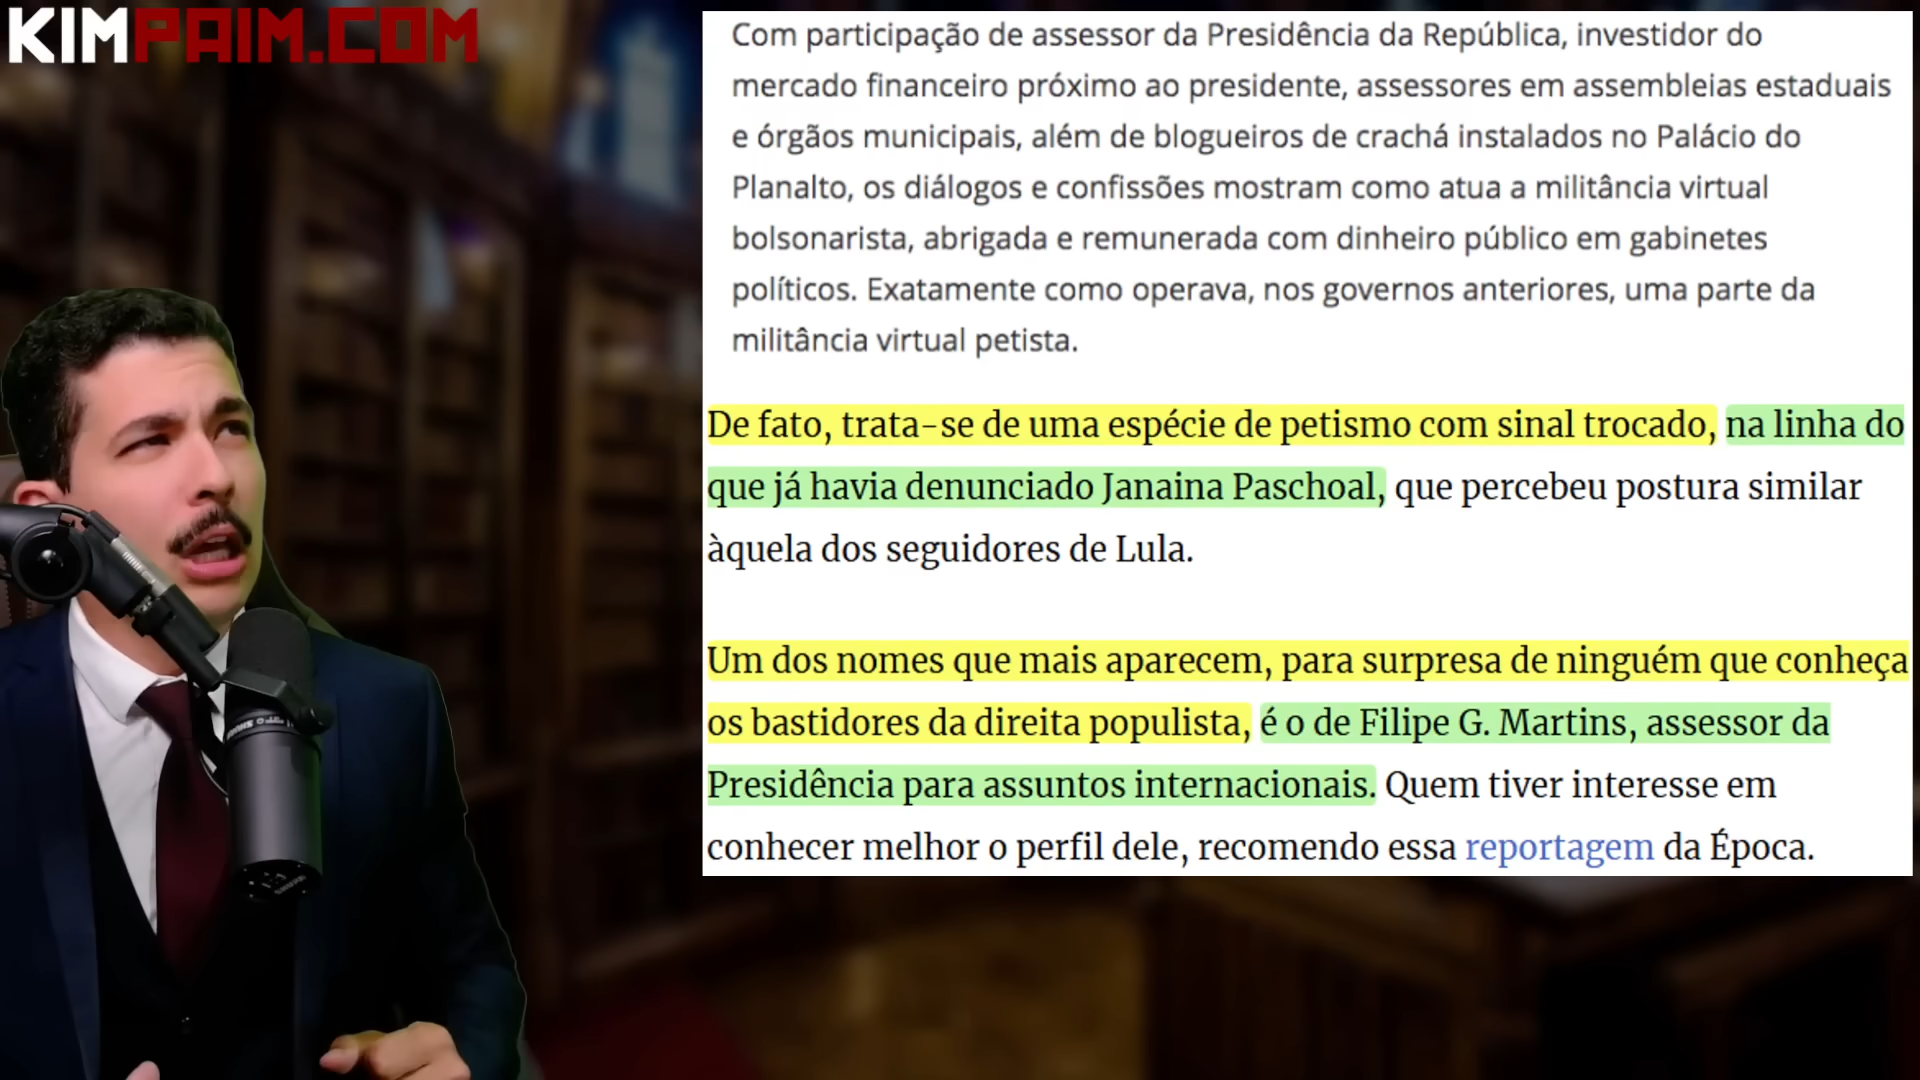 KIMPAIM.COM
Com participação de assessor da Presidência da República, investidor do
mercado financeiro próximo ao presidente, assessores em assembleias estaduais
e órgãos municipais, além de blogueiros de crachá instalados no Palácio do
Planalto, os diálogos e confissões mostram como atua a militância virtual
bolsonarista, abrigada e remunerada com dinheiro público em gabinetes
políticos. Exatamente como operava, nos governos anteriores, uma parte da
militância virtual petista.
De fato, trata-se de uma espécie de petismo com sinal trocado, na linha do
que já havia denunciado Janaina Paschoal, que percebeu postura similar
àquela dos seguidores de Lula.
Um dos nomes que mais aparecem, para surpresa de ninguém que conheça
os bastidores da direita populista, é o de Filipe G. Martins, assessor da
Presidência para assuntos internacionais. Quem tiver interesse em
conhecer melhor o perfil dele, recomendo essa reportagem da Época.